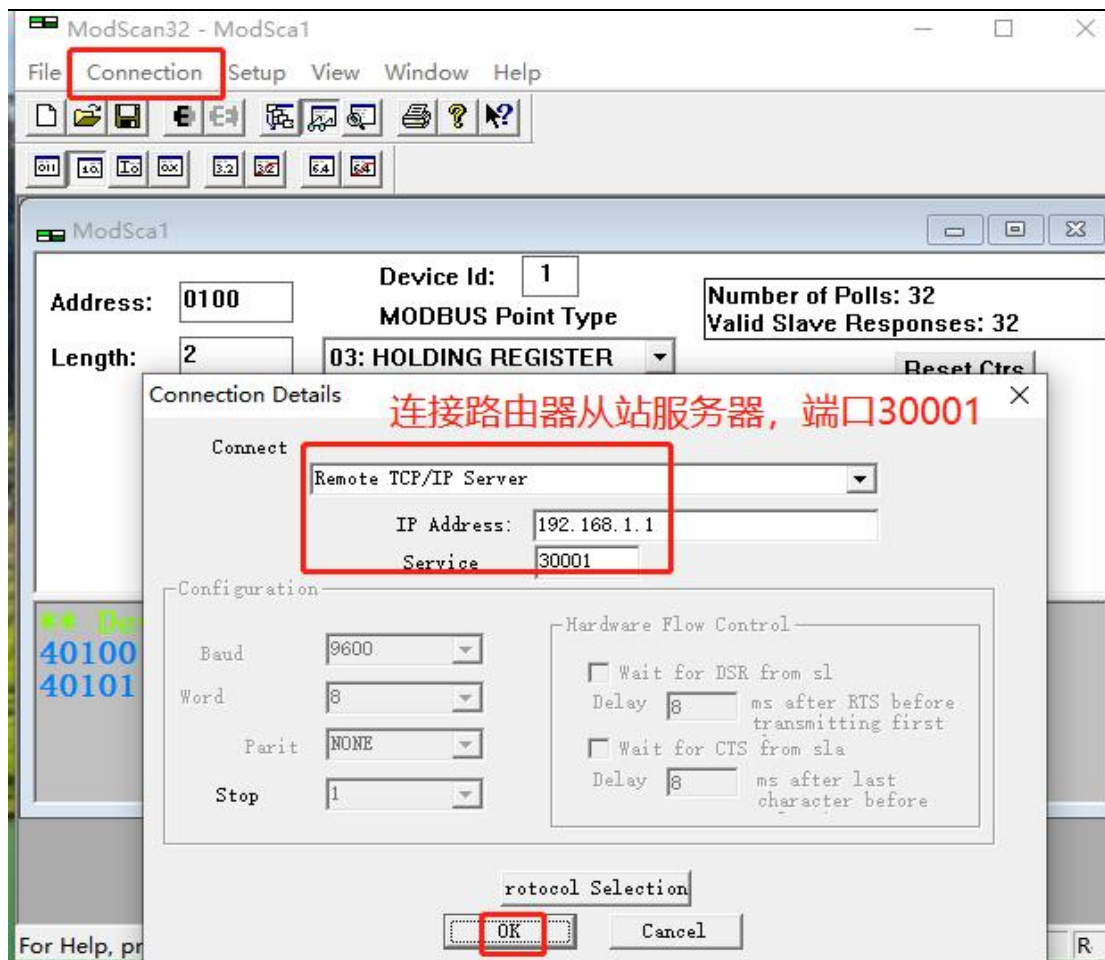 ModScan32 - ModSca1
File Connection Setup View Window Help
ModSca1
Device Id: 1
Address: 0100
MODBUS Point Type
Number of Polls: 32
Valid Slave Responses: 32
Length: 2
03: HOLDING REGISTER
Reset Ctrs
Connection Details
连接路由器从站服务器，端口30001
Connect
Remote TCP/IP Server
IP Address: 192.168.1.1
Service 30001
Configuration
** De
40100
40101
Baud 9600
Word 8
Parit NONE
Stop 1
Hardware Flow Control
Wait for DSR from sl
Delay 8 ms after RTS before
transmitting first
Wait for CTS from sla
Delay 8 ms after last
character before
rotocol Selection
OK Cancel
For Help, pr
R